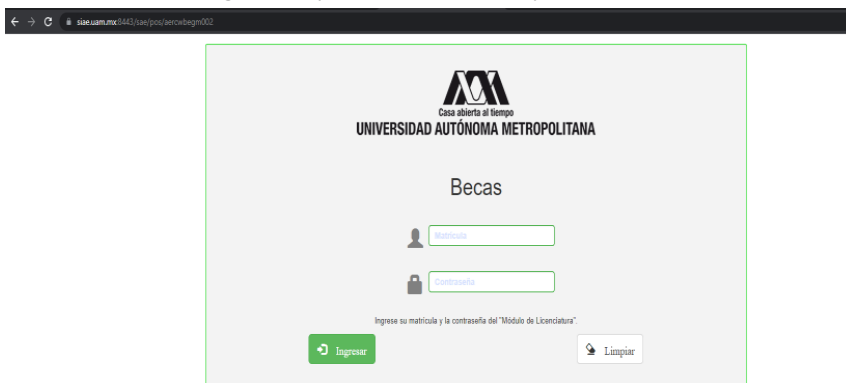 siae.uam.mx:8443/sae/pos/aercwbegm002
Casa abierta al tiempo
UNIVERSIDAD AUTÓNOMA METROPOLITANA
Becas
Matrícula
Contraseña
Ingrese su matrícula y la contraseña del "Módulo de Licenciatura".
Ingresar Limpiar